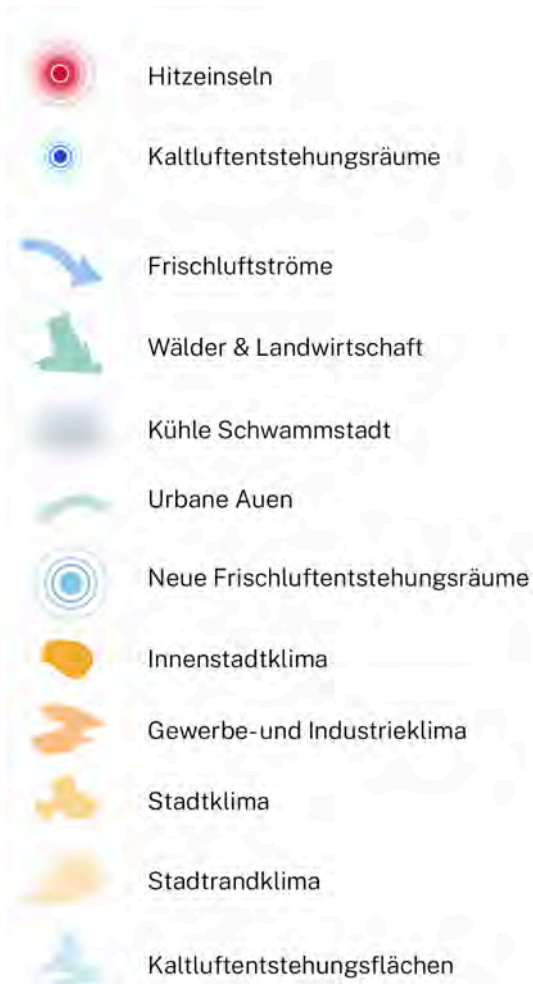 Hitzeinseln
Kaltluftentstehungsräume
Frischluftströme
Wälder & Landwirtschaft
Kühle Schwammstadt
Urbane Auen
Neue Frischluftentstehungsräume
Innenstadtklima
Gewerbe-und Industrieklima
Stadtklima
Stadtrandklima
Kaltluftentstehungsflächen